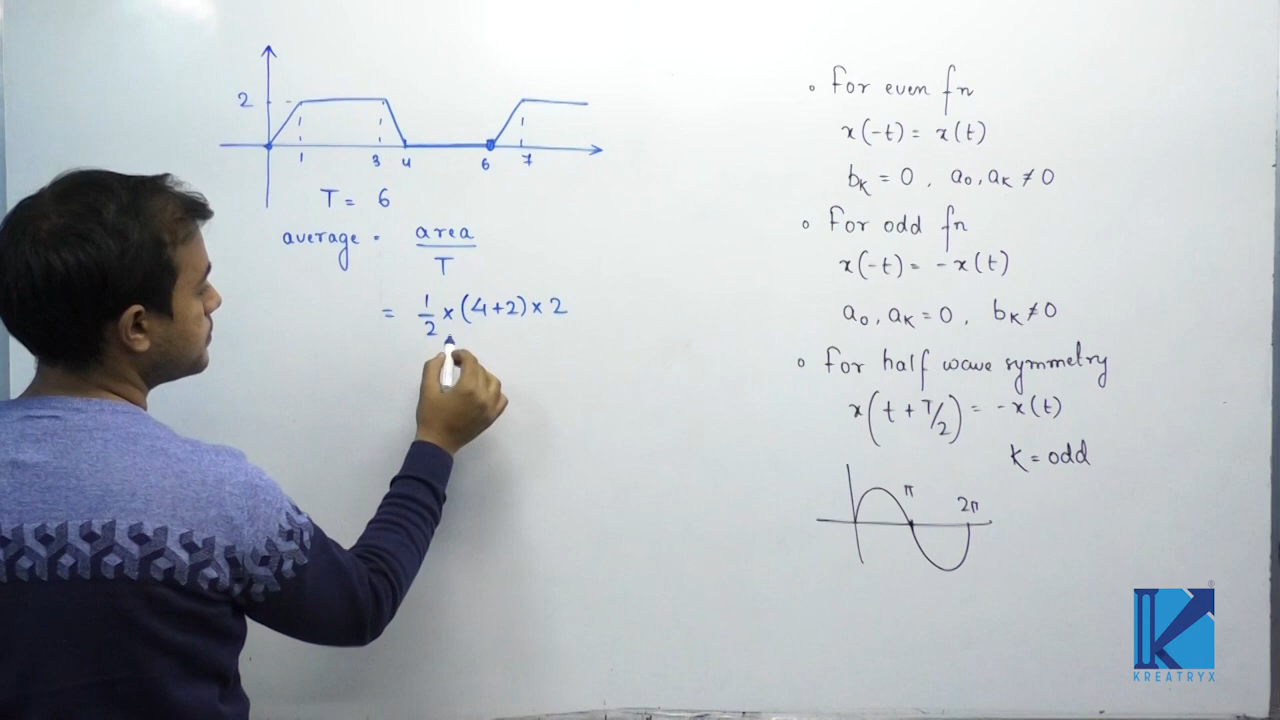 2
1 3 4 6 7
T = 6
average = area / T
= 1/2 × (4+2) × 2
• For even fn
x(-t) = x(t)
bK = 0 , a0, aK ≠ 0
• For odd fn
x(-t) = - x(t)
a0, aK = 0, bK ≠ 0
• For half wave symmetry
x(t + T/2) = -x(t)
K = odd
π 2π
KREATRYX